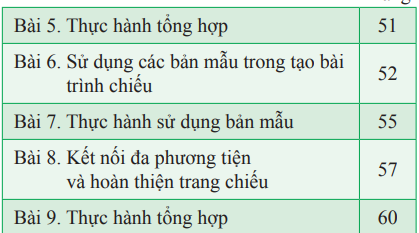 Bài 5. Thực hành tổng hợp 51
Bài 6. Sử dụng các bản mẫu trong tạo bài
trình chiếu 52
Bài 7. Thực hành sử dụng bản mẫu 55
Bài 8. Kết nối đa phương tiện
và hoàn thiện trang chiếu 57
Bài 9. Thực hành tổng hợp 60